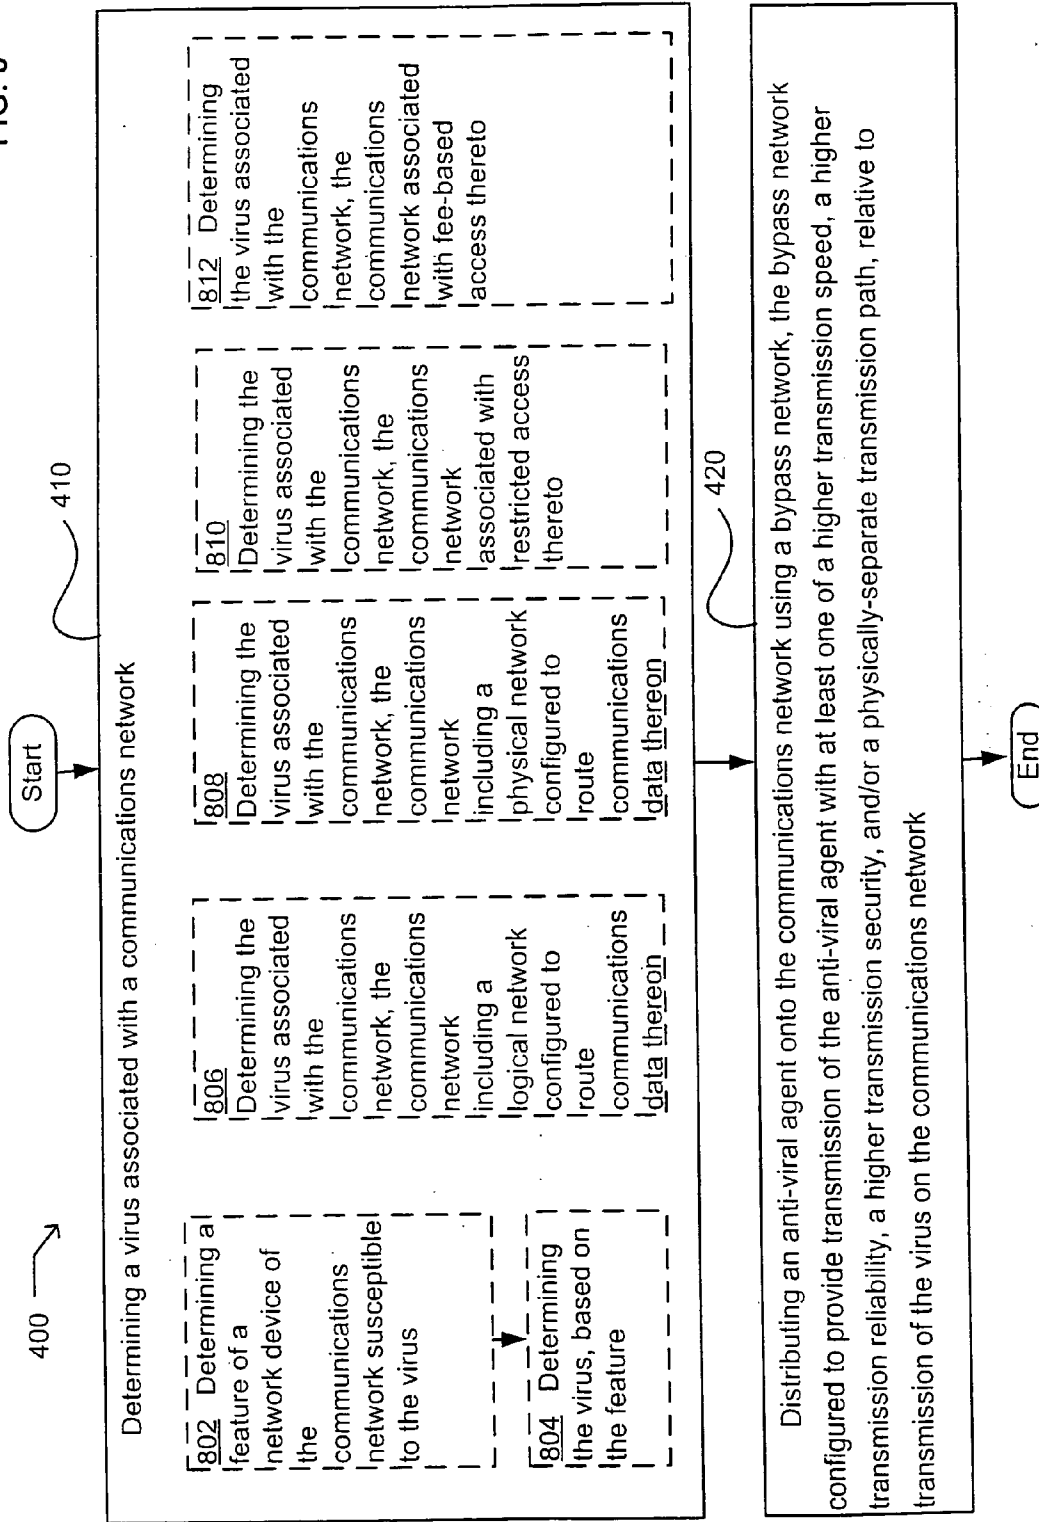 400
Start
410
Determining a virus associated with a communications network
802 Determining a
feature of a
network device of
the
communications
network susceptible
to the virus
804 Determining
the virus, based on
the feature
806
Determining the
virus associated
with the
communications
network, the
communications
network
including a
logical network
configured to
route
communications
data thereon
808
Determining the
virus associated
with the
communications
network, the
communications
network
including a
physical network
configured to
route
communications
data thereon
810
Determining the
virus associated
with the
communications
network, the
communications
network
associated with
restricted access
thereto
812 Determining
the virus associated
with the
communications
network, the
communications
network associated
with fee-based
access thereto
420
Distributing an anti-viral agent onto the communications network using a bypass network, the bypass network
configured to provide transmission of the anti-viral agent with at least one of a higher transmission speed, a higher
transmission reliability, a higher transmission security, and/or a physically-separate transmission path, relative to
transmission of the virus on the communications network
End